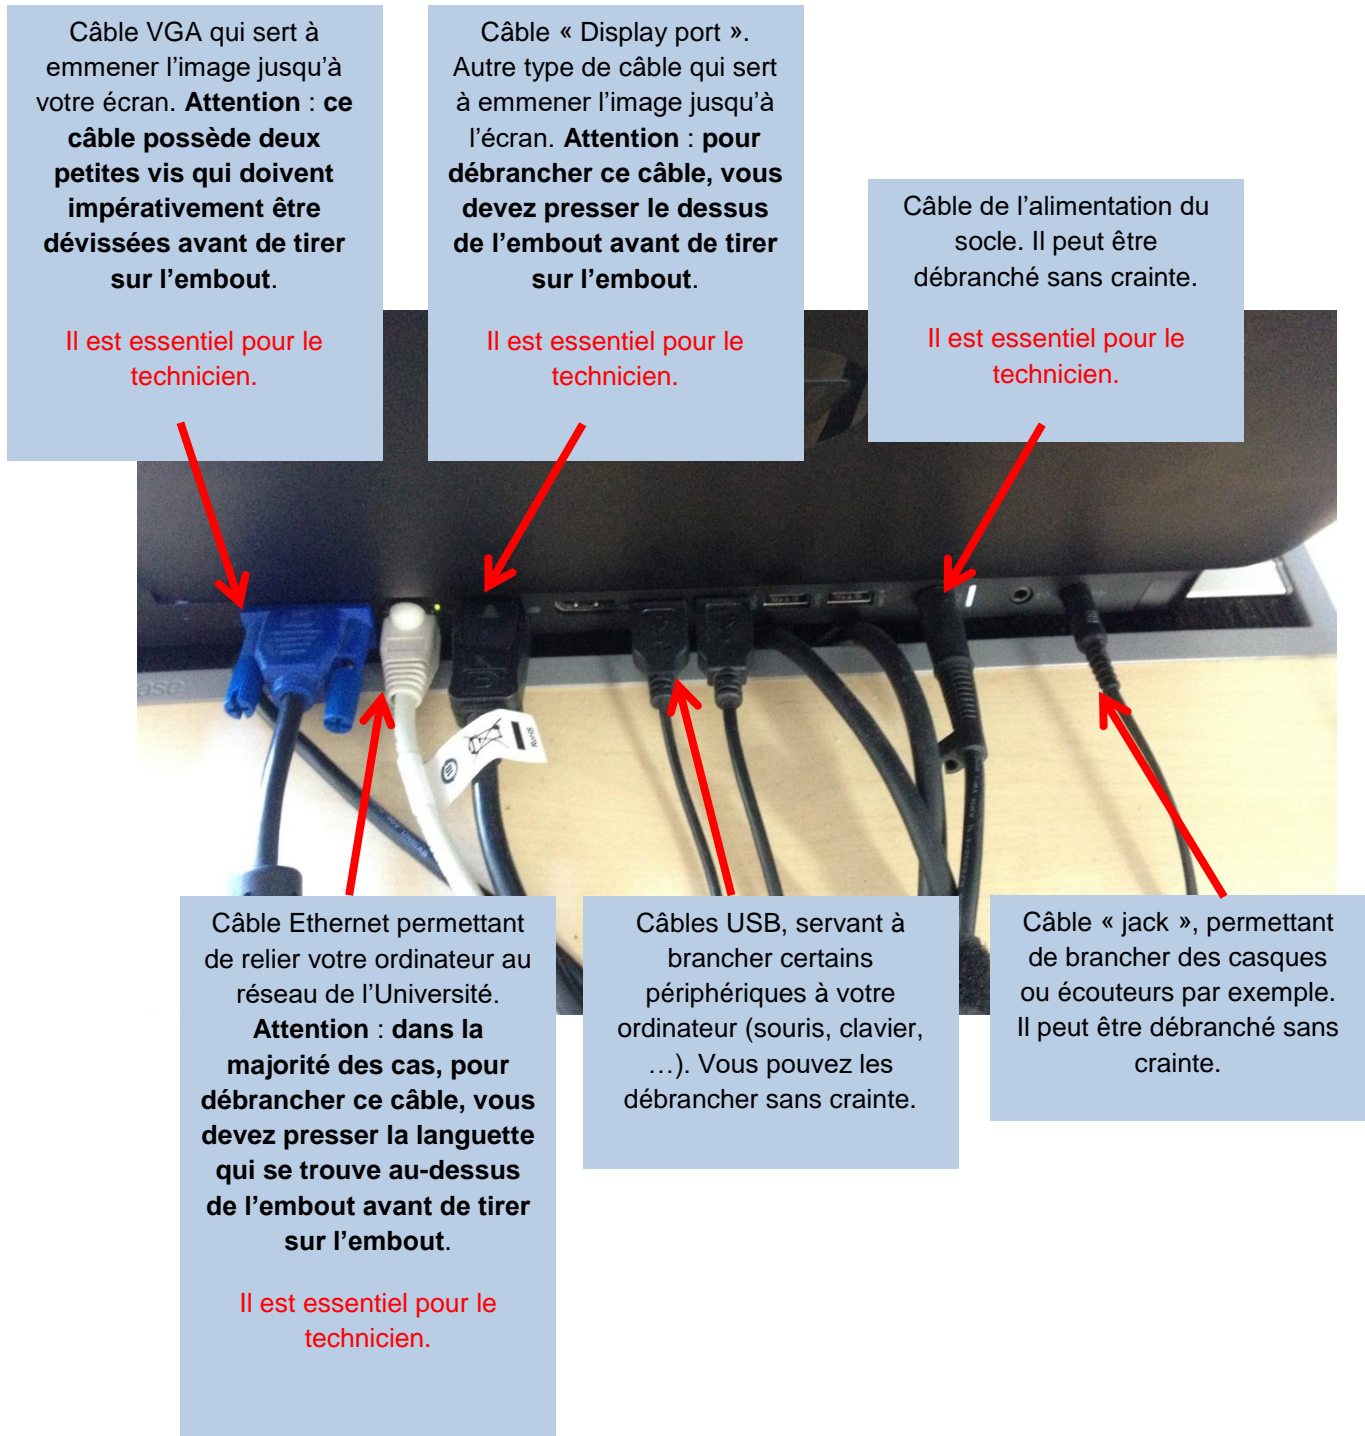 Câble VGA qui sert à
emmener l’image jusqu’à
votre écran. Attention : ce
câble possède deux
petites vis qui doivent
impérativement être
dévissées avant de tirer
sur l’embout.
Il est essentiel pour le
technicien.
Câble « Display port ».
Autre type de câble qui sert
à emmener l’image jusqu’à
l’écran. Attention : pour
débrancher ce câble, vous
devez presser le dessus
de l’embout avant de tirer
sur l’embout.
Il est essentiel pour le
technicien.
Câble de l’alimentation du
socle. Il peut être
débranché sans crainte.
Il est essentiel pour le
technicien.
RoHS
Câble Ethernet permettant
de relier votre ordinateur au
réseau de l’Université.
Attention : dans la
majorité des cas, pour
débrancher ce câble, vous
devez presser la languette
qui se trouve au-dessus
de l’embout avant de tirer
sur l’embout.
Il est essentiel pour le
technicien.
Câbles USB, servant à
brancher certains
périphériques à votre
ordinateur (souris, clavier,
…). Vous pouvez les
débrancher sans crainte.
Câble « jack », permettant
de brancher des casques
ou écouteurs par exemple.
Il peut être débranché sans
crainte.